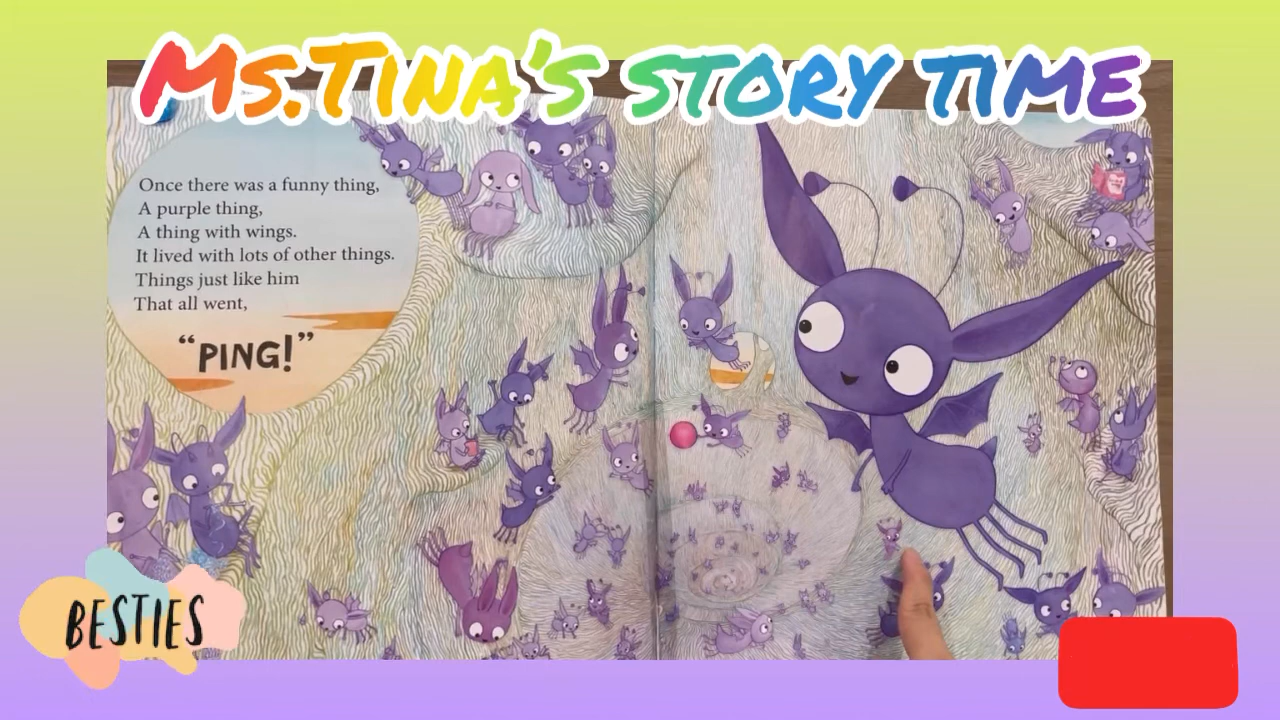 Ms.Tina's story time
Once there was a funny thing,
A purple thing,
A thing with wings.
It lived with lots of other things.
Things just like him
That all went,
"PING!"
BESTIES